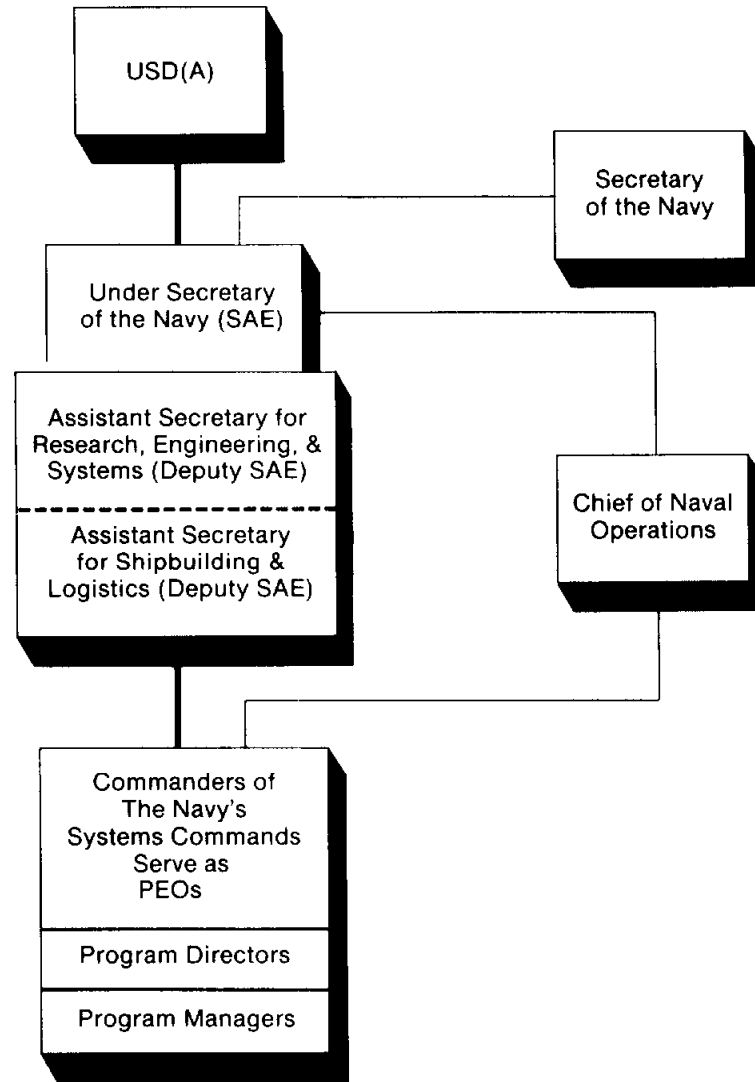 USD(A)
Secretary
of the Navy
Under Secretary
of the Navy (SAE)
Assistant Secretary for
Research, Engineering, &
Systems (Deputy SAE)
Assistant Secretary
for Shipbuilding &
Logistics (Deputy SAE)
Chief of Naval
Operations
Commanders of
The Navy's
Systems Commands
Serve as
PEOs
Program Directors
Program Managers